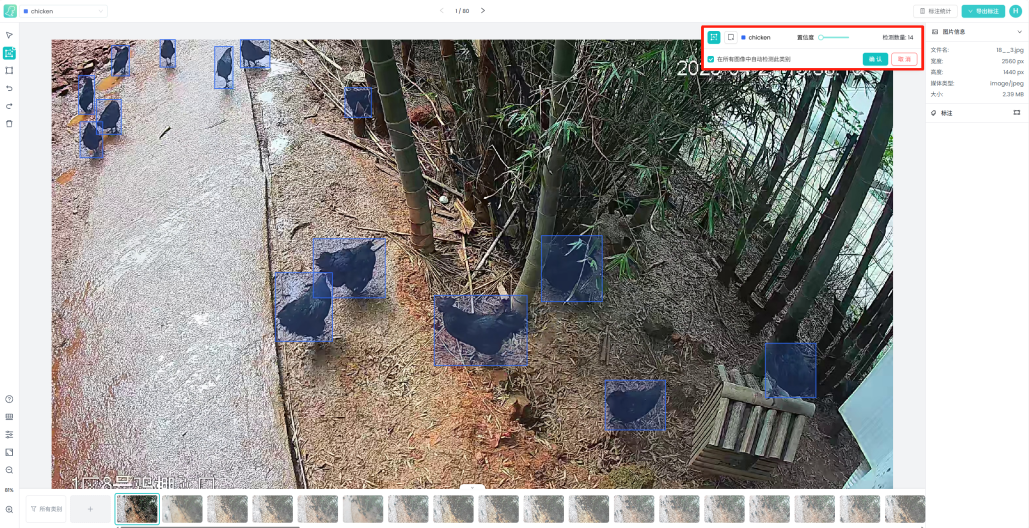 chicken
1 / 80
标注统计
导出标注
H
chicken
置信度
检测数量: 14
在所有图像中自动检测此类别
确 认
取 消
图片信息
文件名:
18__3.jpg
宽度:
2560 px
高度:
1440 px
媒体类型:
image/jpeg
大小:
2.39 MB
标注
81%
所有类别